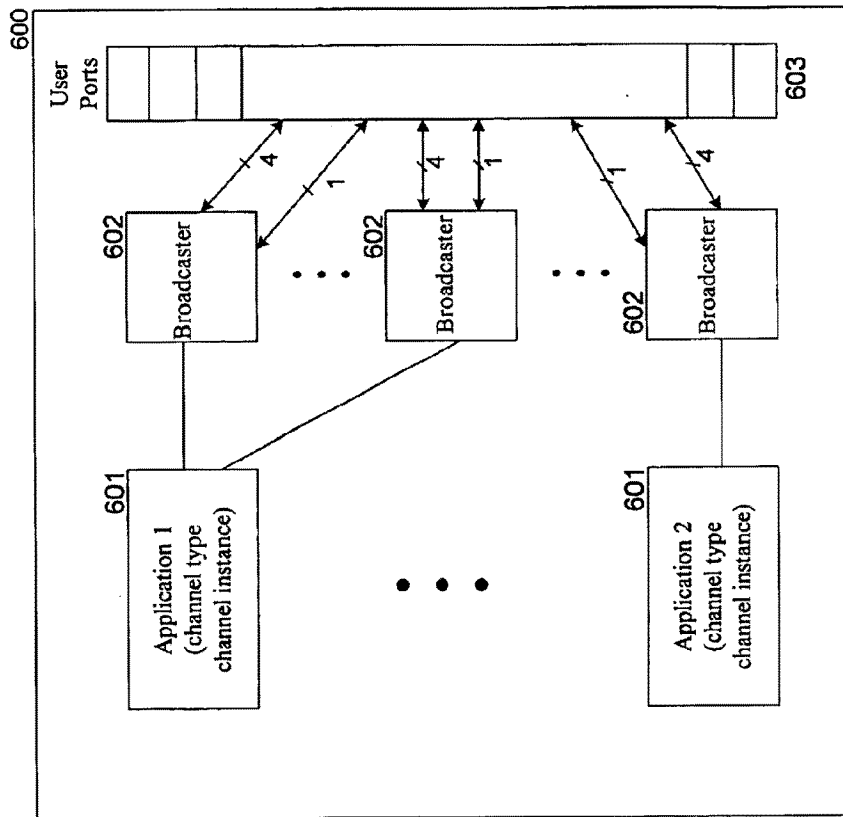 600
User
Ports
603
4
1
4
1
1
4
602
Broadcaster
602
Broadcaster
602
Broadcaster
601
Application 1
(channel type
channel instance)
601
Application 2
(channel type
channel instance)